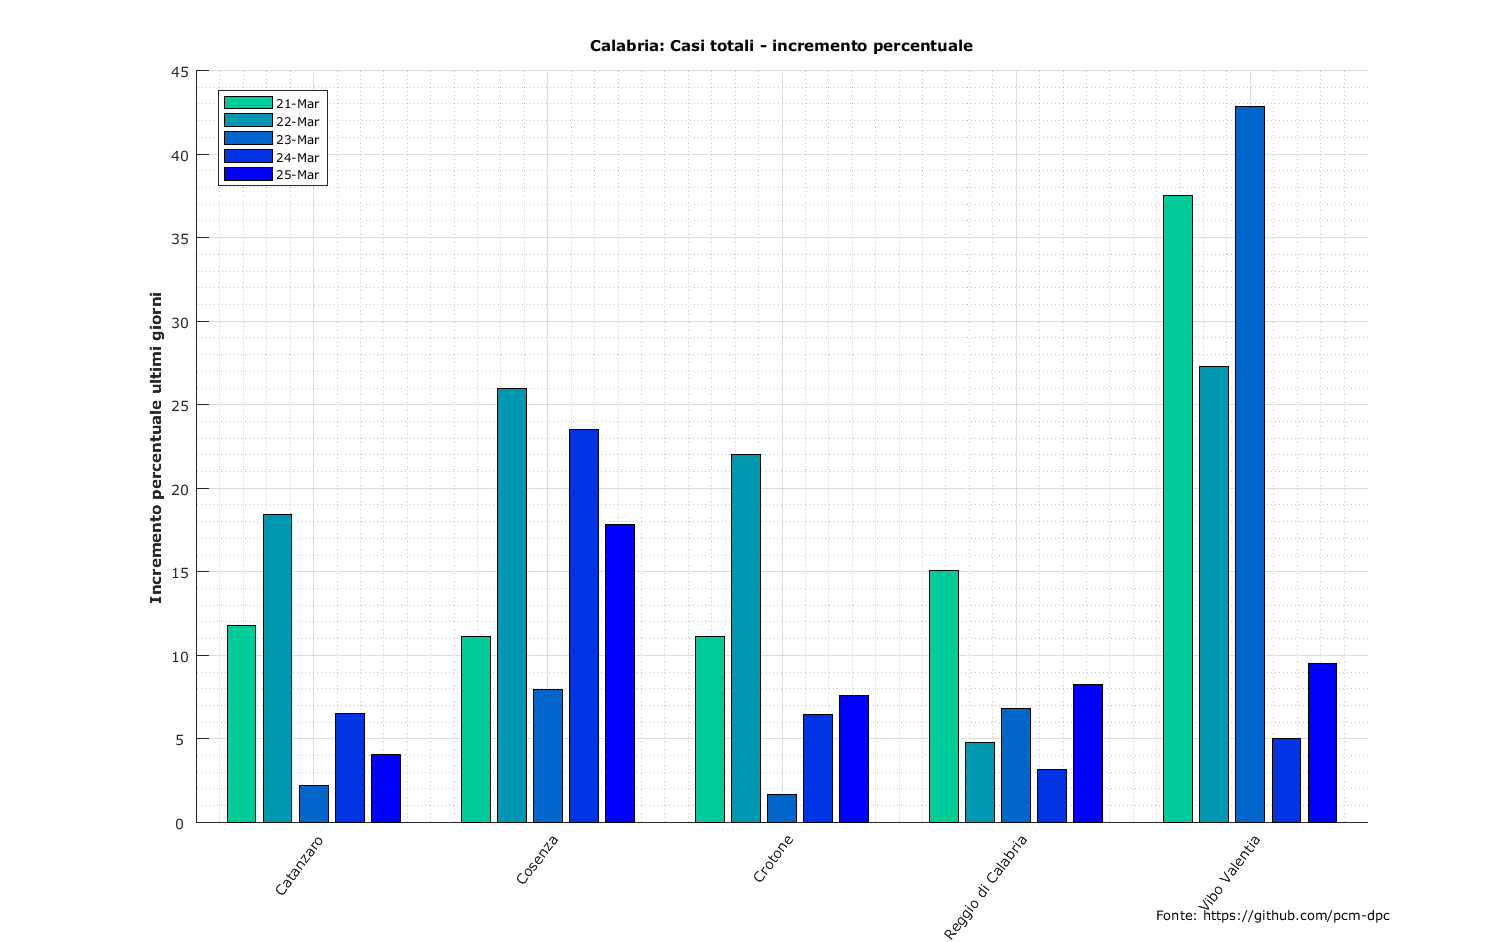 Calabria: Casi totali - incremento percentuale
45
40
35
30
25
20
15
10
5
0
Incremento percentuale ultimi giorni
21-Mar
22-Mar
23-Mar
24-Mar
25-Mar
Catanzaro
Cosenza
Crotone
Reggio di Calabria
Vibo Valentia
Fonte: https://github.com/pcm-dpc